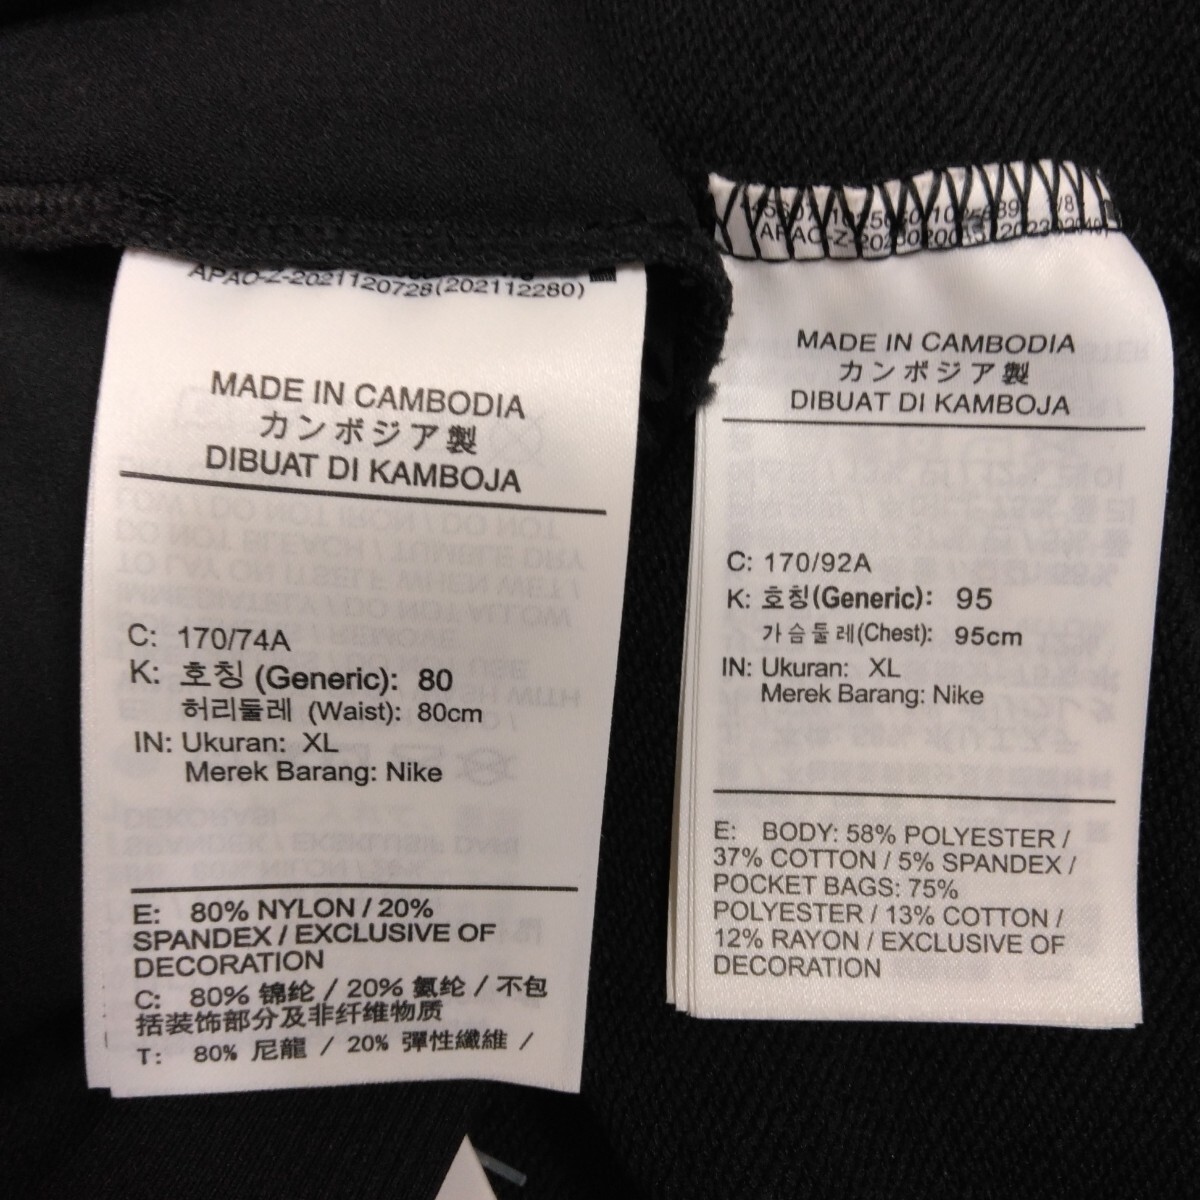 APAO-Z-2021120728(202112280)
MADE IN CAMBODIA
カンボジア製
DIBUAT DI KAMBOJA
C: 170/74A
K: 호칭 (Generic): 80
허리둘레 (Waist): 80cm
IN: Ukuran: XL
Merek Barang: Nike
E: 80% NYLON / 20%
SPANDEX / EXCLUSIVE OF
DECORATION
C: 80% 锦纶 / 20% 氨纶 / 不包
括装饰部分及非纤维物质
T: 80% 尼龍 / 20% 彈性纖維 /
MADE IN CAMBODIA
カンボジア製
DIBUAT DI KAMBOJA
C: 170/92A
K: 호칭(Generic): 95
가슴둘레(Chest): 95cm
IN: Ukuran: XL
Merek Barang: Nike
E: BODY: 58% POLYESTER /
37% COTTON / 5% SPANDEX /
POCKET BAGS: 75%
POLYESTER / 13% COTTON /
12% RAYON / EXCLUSIVE OF
DECORATION